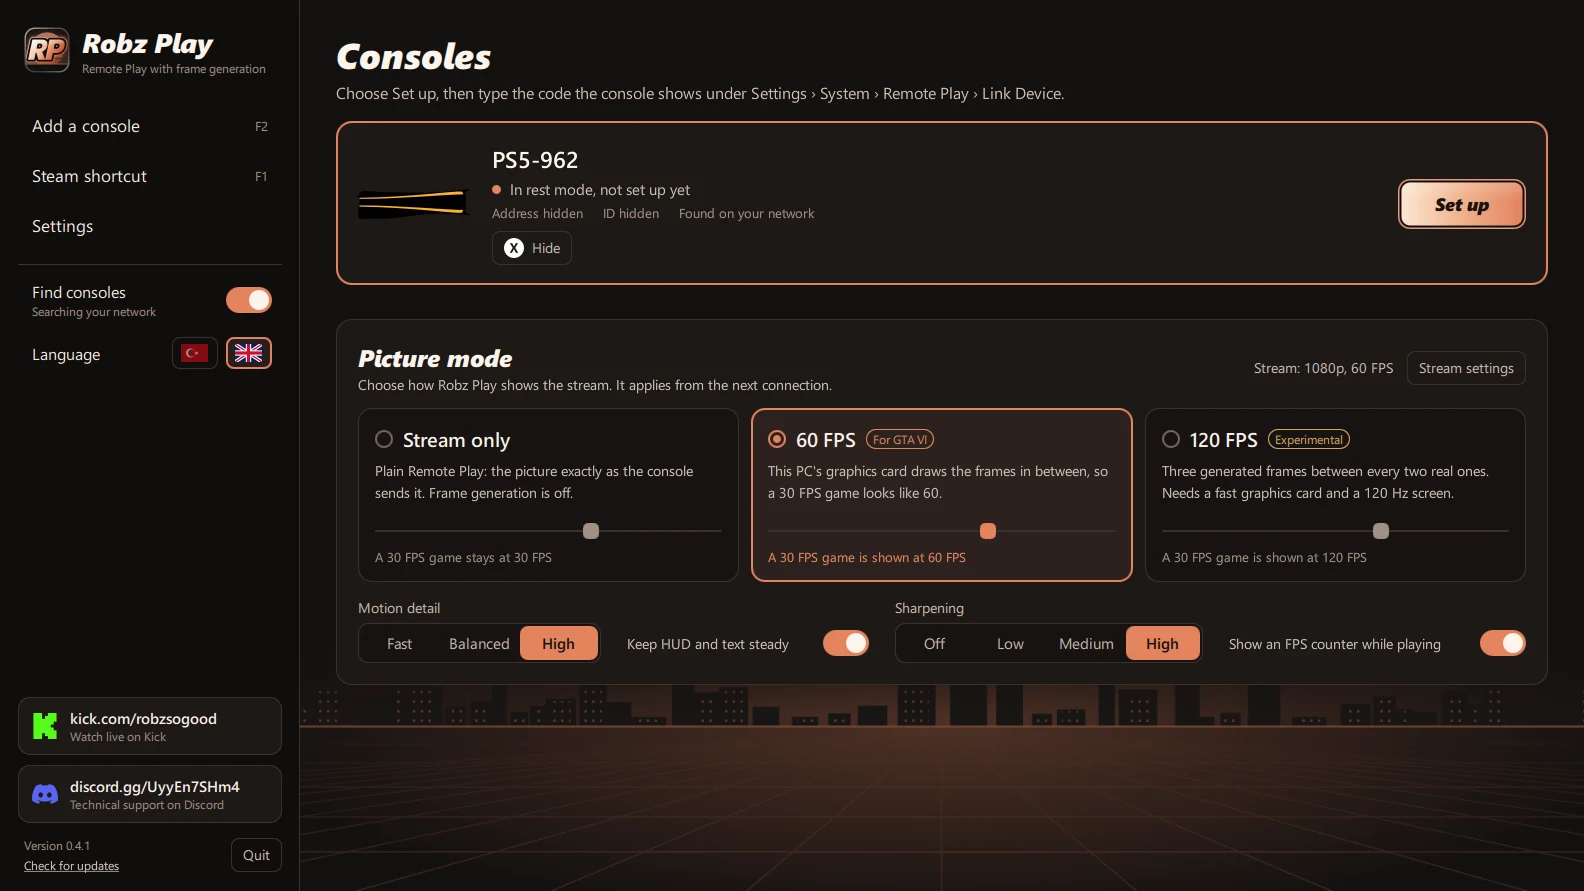 RP
Robz Play
Remote Play with frame generation
Add a console F2
Steam shortcut F1
Settings
Find consoles
Searching your network
Language
kick.com/robzsogood
Watch live on Kick
discord.gg/UyyEn7SHm4
Technical support on Discord
Version 0.4.1
Check for updates
Quit
Consoles
Choose Set up, then type the code the console shows under Settings › System › Remote Play › Link Device.
PS5-962
In rest mode, not set up yet
Address hidden ID hidden Found on your network
X Hide
Set up
Picture mode
Choose how Robz Play shows the stream. It applies from the next connection.
Stream: 1080p, 60 FPS Stream settings
Stream only
Plain Remote Play: the picture exactly as the console
sends it. Frame generation is off.
A 30 FPS game stays at 30 FPS
60 FPS For GTA VI
This PC's graphics card draws the frames in between, so
a 30 FPS game looks like 60.
A 30 FPS game is shown at 60 FPS
120 FPS Experimental
Three generated frames between every two real ones.
Needs a fast graphics card and a 120 Hz screen.
A 30 FPS game is shown at 120 FPS
Motion detail
Fast Balanced High
Keep HUD and text steady
Sharpening
Off Low Medium High
Show an FPS counter while playing